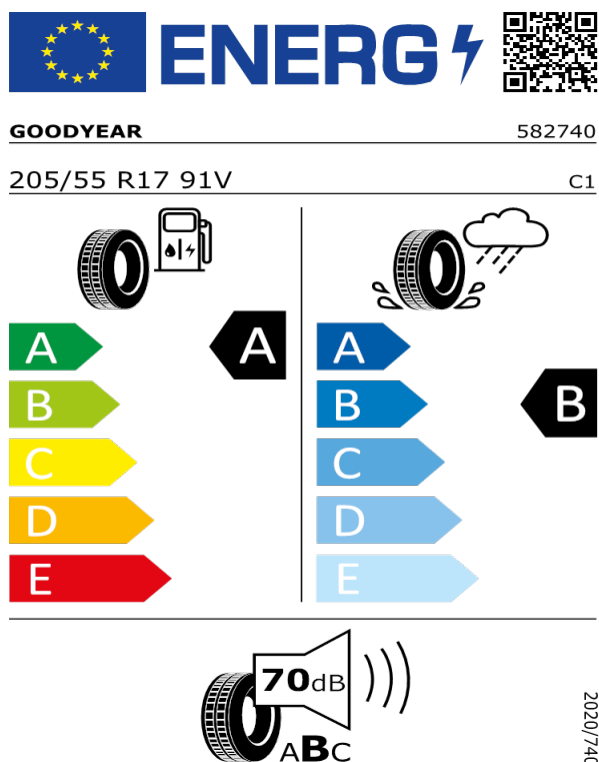 ENERG
GOODYEAR 582740
205/55 R17 91V C1
A A A
B B B
C C
D D
E E
70dB
ABC
2020/740